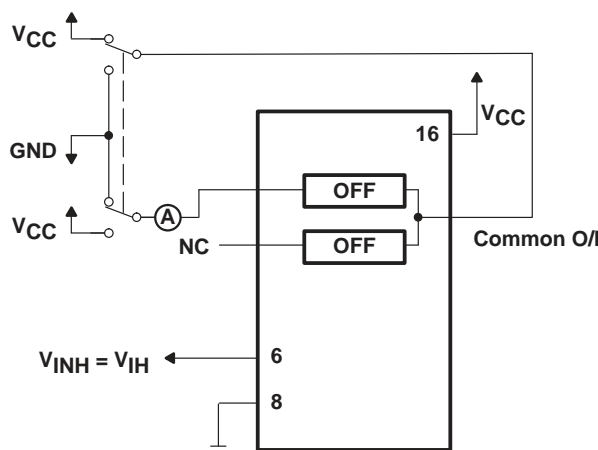 VCC
VCC
16
GND
A
OFF
VCC
NC
OFF
Common O/I
VINH = VIH
6
8